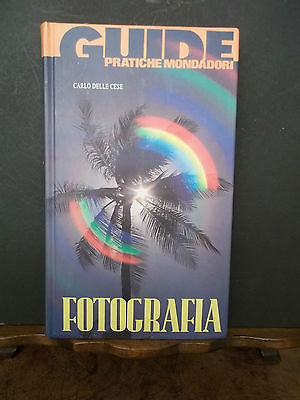 GUIDE
PRATICHE MONDADORI
CARLO DELLE CESE
FOTOGRAFIA